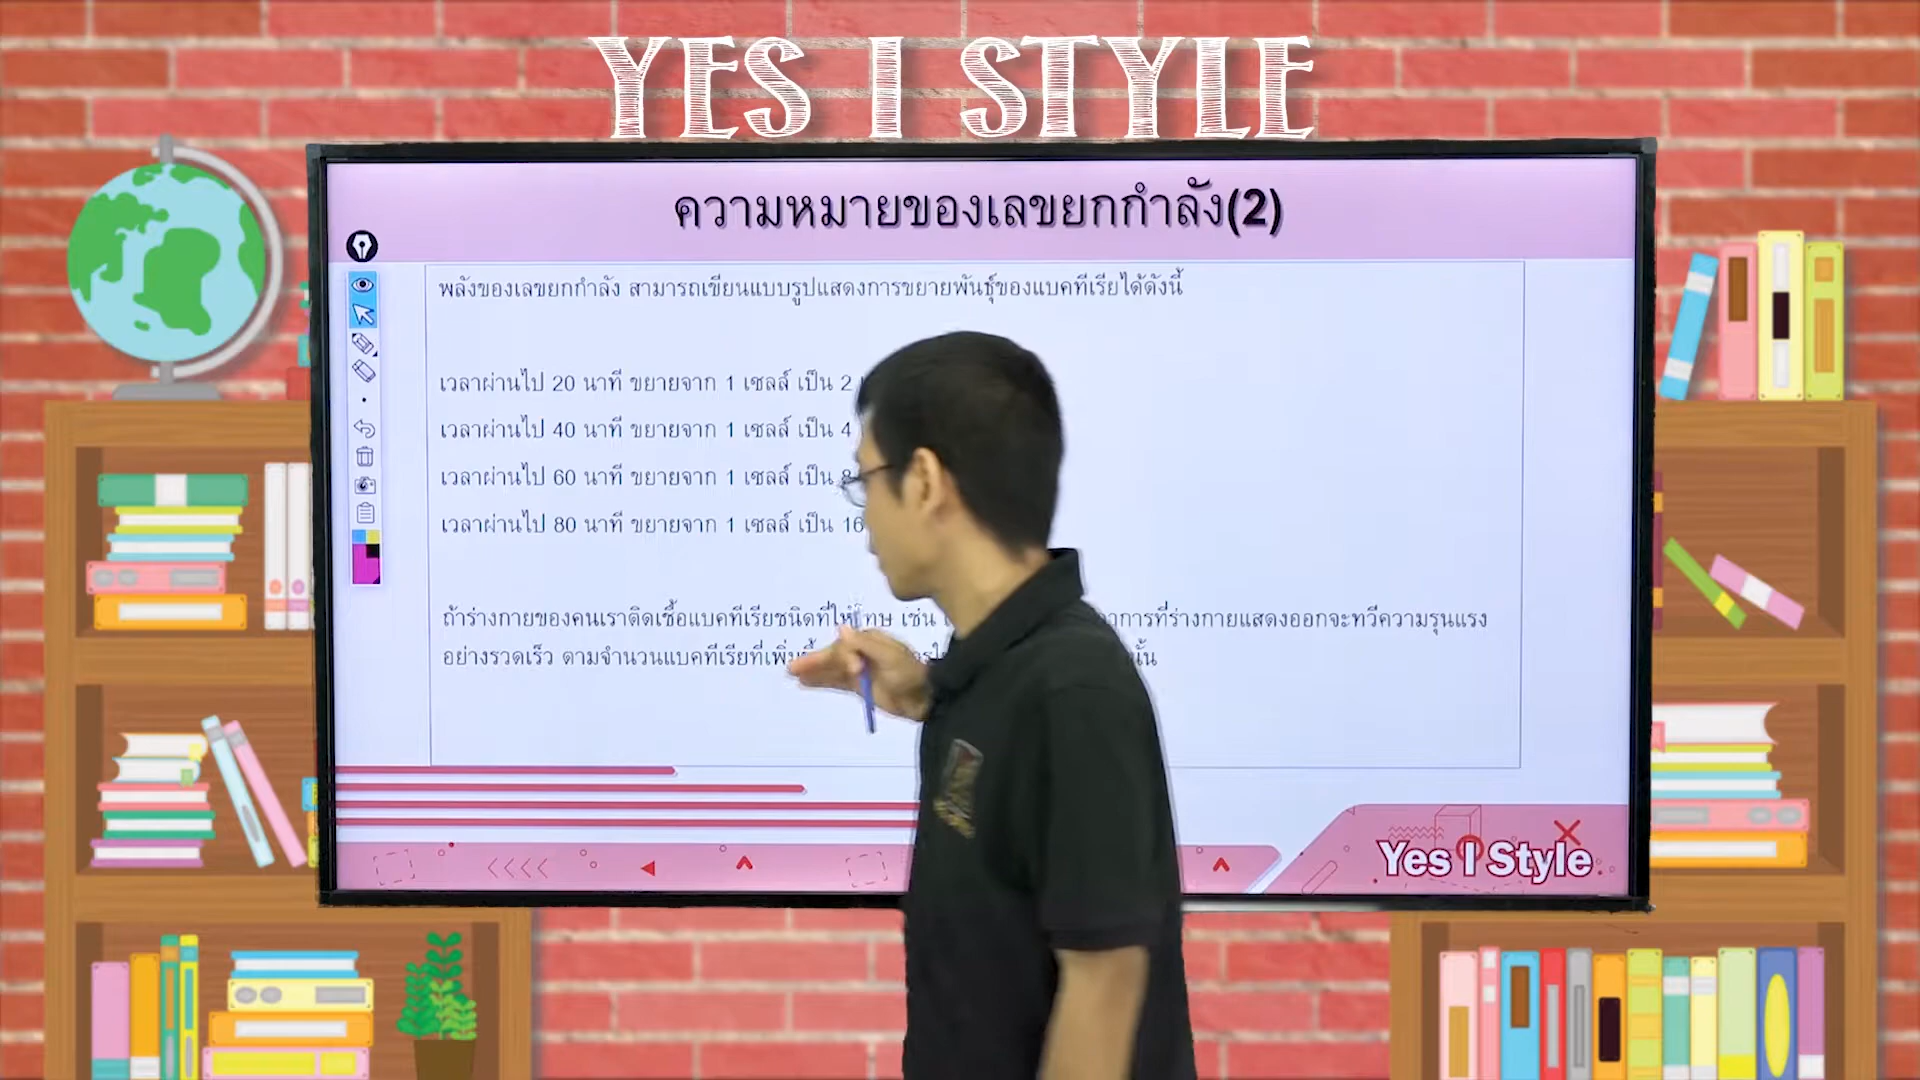 YES I STYLE
ความหมายของเลขยกกำลัง(2)
พลังของเลขยกกำลัง สามารถเขียนแบบรูปแสดงการขยายพันธุ์ของแบคทีเรียได้ดังนี้
เวลาผ่านไป 20 นาที ขยายจาก 1 เซลล์ เป็น 2
เวลาผ่านไป 40 นาที ขยายจาก 1 เซลล์ เป็น 4
เวลาผ่านไป 60 นาที ขยายจาก 1 เซลล์ เป็น 8
เวลาผ่านไป 80 นาที ขยายจาก 1 เซลล์ เป็น 16
ถ้าร่างกายของคนเราติดเชื้อแบคทีเรียชนิดที่ให้โทษ เช่น อาการที่ร่างกายแสดงออกจะทวีความรุนแรง
อย่างรวดเร็ว ตามจำนวนแบคทีเรียที่เพิ่มขึ้น นั้น
Yes I Style